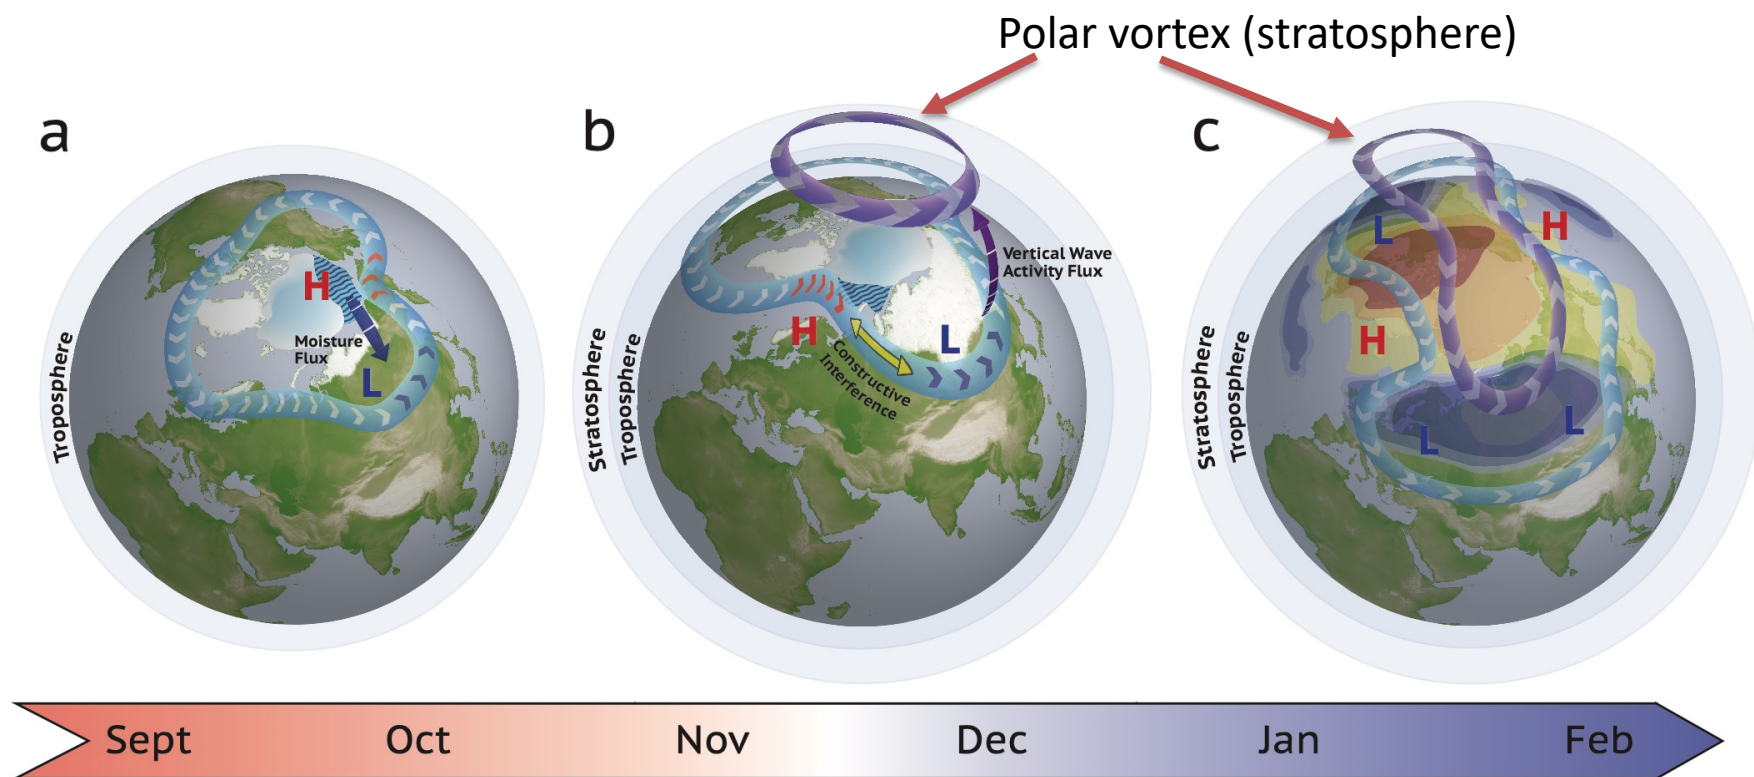 Polar vortex (stratosphere)
a
H
Moisture
Flux
L
Troposphere
b
Vertical Wave
Activity Flux
H
L
Constructive
Interference
Stratosphere
Troposphere
c
L
H
H
L
L
Stratosphere
Troposphere
Sept
Oct
Nov
Dec
Jan
Feb